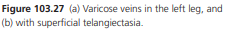 Figure 103.27 (a) Varicose veins in the left leg, and
(b) with superficial telangiectasia.